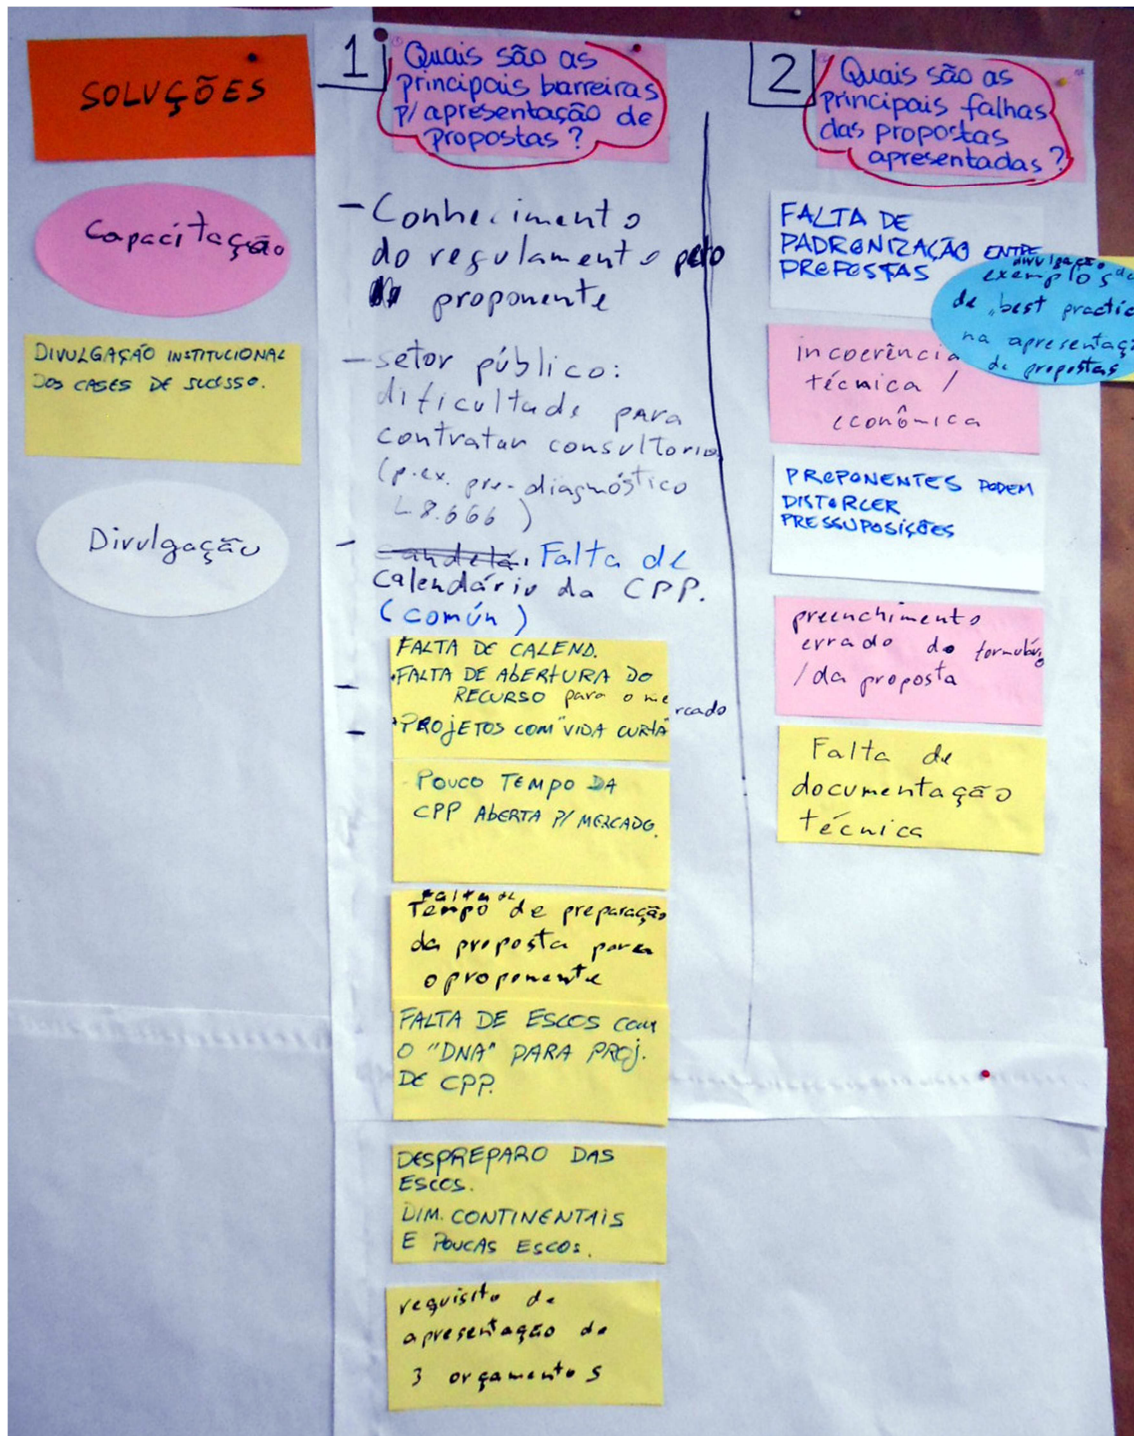 SOLUÇÕES
Capacitação
DIVULGAÇÃO INSTITUCIONAL
DOS CASES DE SUCESSO.
Divulgação
1
Quais são as
principais barreiras
p/ apresentação de
propostas?
- Conhecimento
do regulamento pelo
proponente
- setor público:
dificultade para
contratar consultoria
(p.ex. pre-diagnóstico
L 8.666)
- Falta de
Calendário da CPP.
(común)
FALTA DE CALEND.
- FALTA DE ABERTURA DO
RECURSO para o mercado
- PROJETOS COM "VIDA CURTA"
- POUCO TEMPO DA
CPP ABERTA P/ MERCADO.
Falta de
Tempo de preparação
da proposta para
o proponente
FALTA DE ESCOS COM
O "DNA" PARA PROJ.
DE CPP.
DESPREPARO DAS
ESCOS.
DIM. CONTINENTAIS
E POUCAS ESCOS.
requisito de
apresentação de
3 orçamentos
2
Quais são as
principais falhas
das propostas
apresentadas?
FALTA DE
PADRONIZAÇÃO ENTRE
PROPOSTAS
divulgação
exemplos
de "best practic
na apresentaç
de propostas
incoerência
técnica /
econômica
PROPONENTES PODEM
DISTORCER
PRESSUPOSIÇÕES
preenchimento
errado do formulário
/ da proposta
Falta de
documentação
técnica